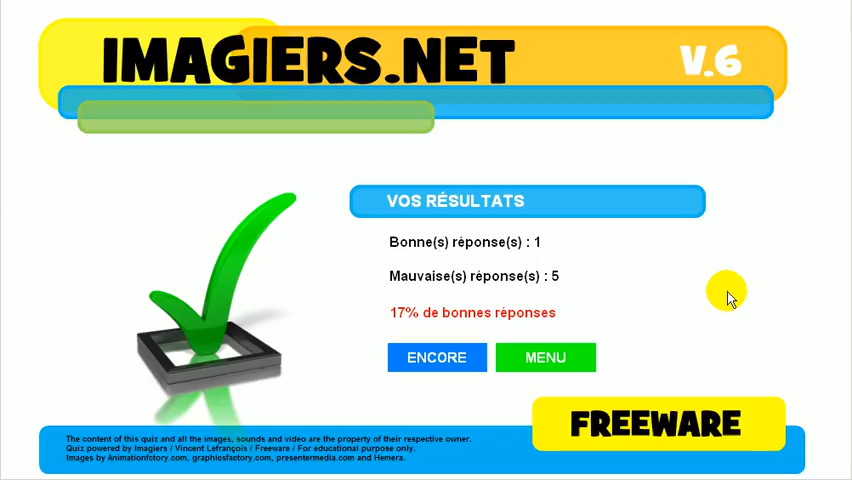 IMAGIERS.NET
V.6
VOS RÉSULTATS
Bonne(s) réponse(s) : 1
Mauvaise(s) réponse(s) : 5
17% de bonnes réponses
ENCORE
MENU
FREEWARE
The content of this quiz and all the images, sounds and video are the property of their respective owner.
Quiz powered by Imagiers / Vincent Lefrançois / Freeware / For educational purpose only.
Images by Animationfctory.com, graphicsfactory.com, presentermedia.com and Hemera.